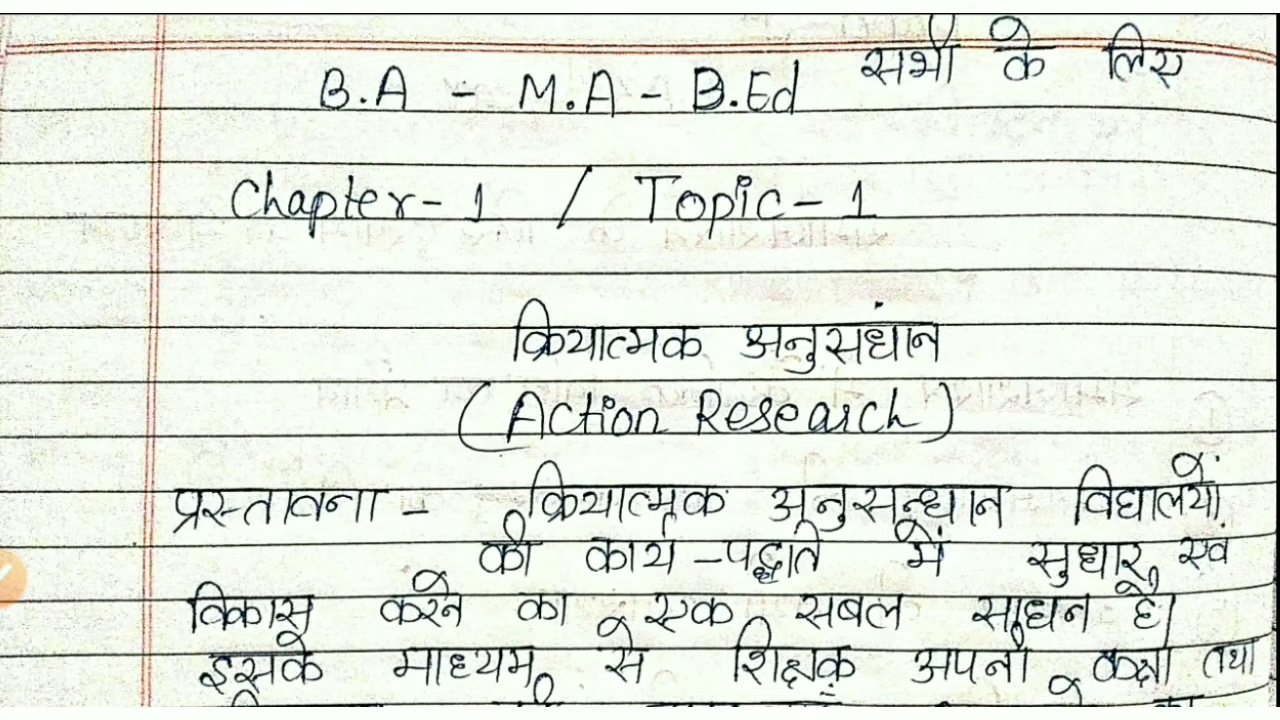 सभी के लिए
B.A - M.A - B.Ed
Chapter - 1 / Topic - 1
क्रियात्मक अनुसंधान
(Action Research)
प्रस्तावना - क्रियात्मक अनुसन्धान विद्यालयों
की कार्य - पद्धति में सुधार एवं
विकास करने का एक सबल साधन है।
इसके माध्यम से शिक्षक अपनी कक्षा तथा